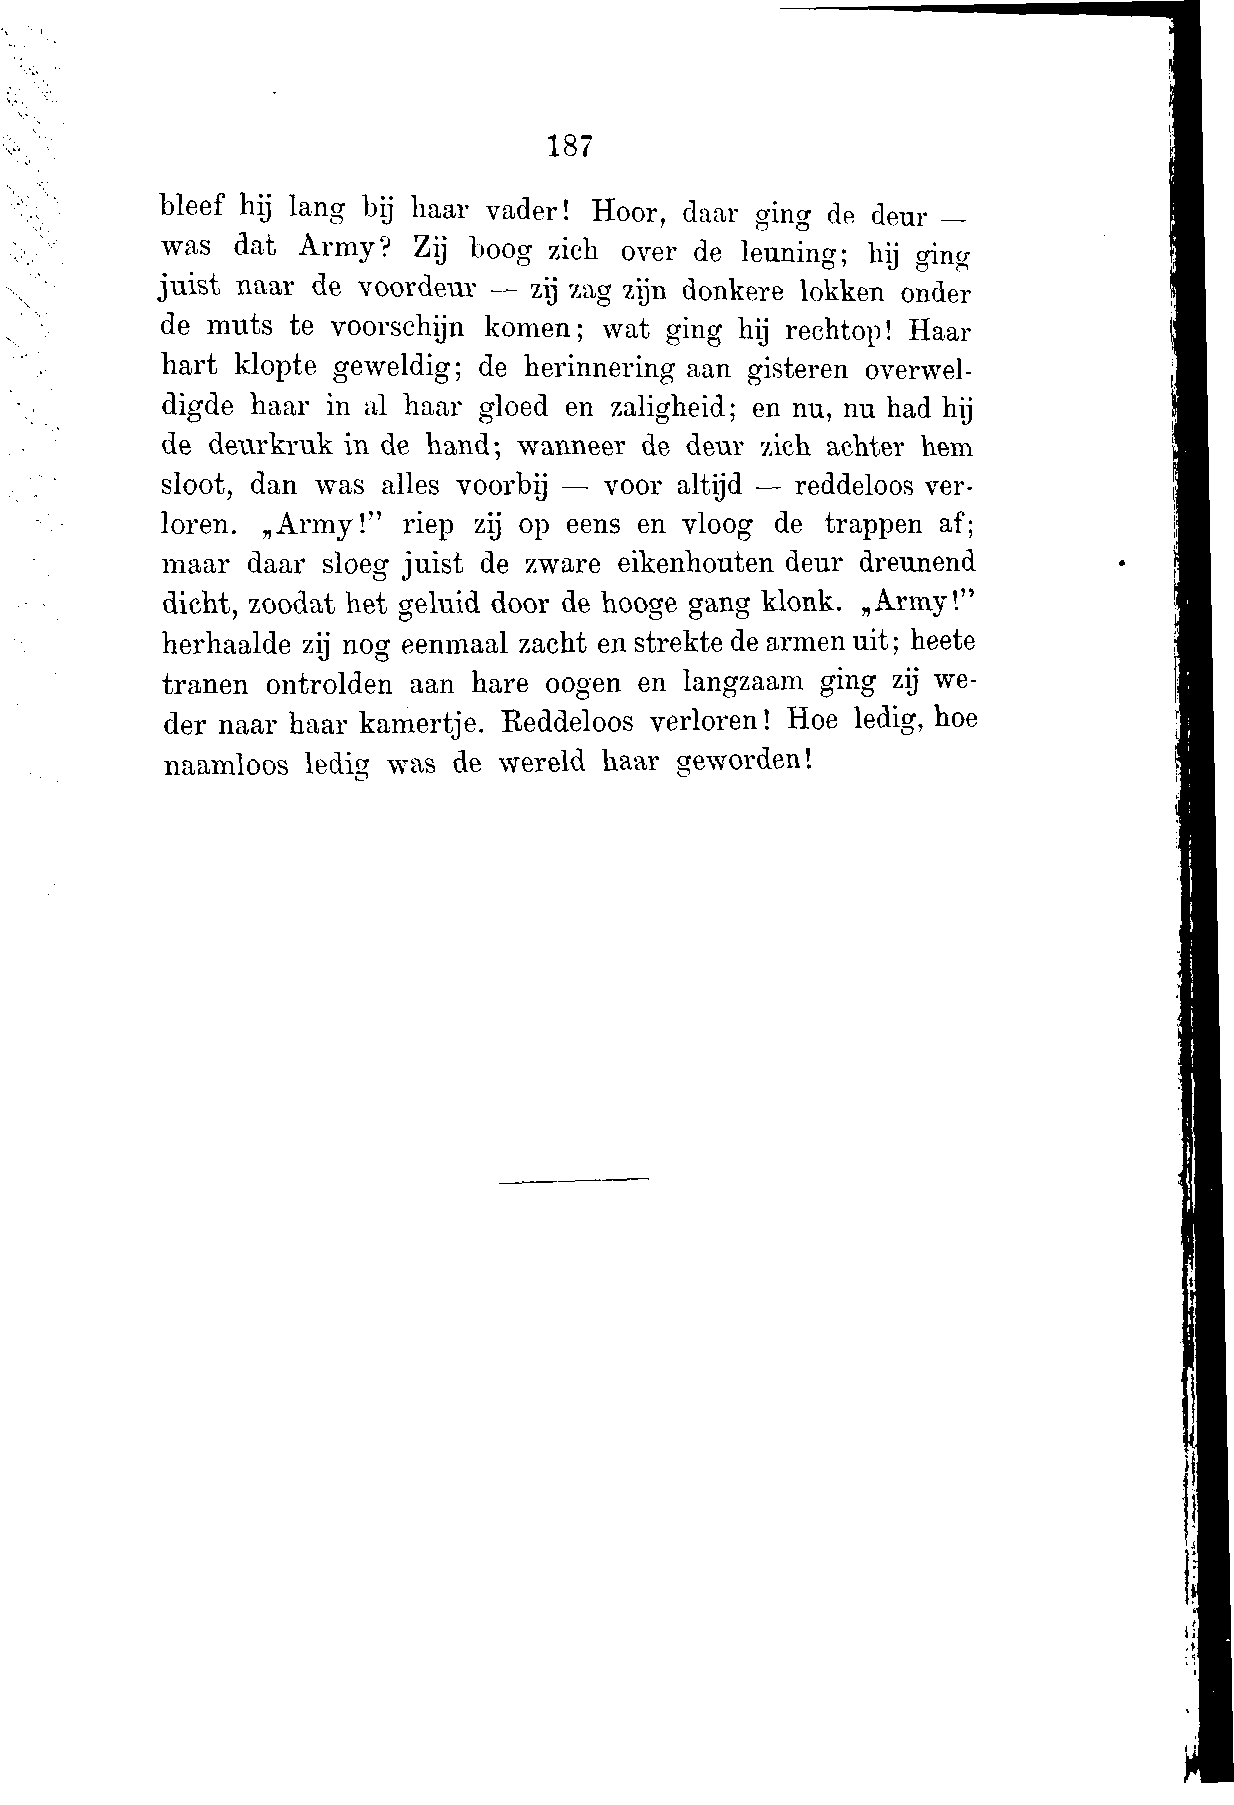 187
bleef hij lang bij haar vader! Hoor, daar ging de deur —
was dat Army? Zij boog zich over de leuning; hij ging
juist naar de voordeur — zij zag zijn donkere lokken onder
de muts te voorschijn komen; wat ging hij rechtop! Haar
hart klopte geweldig; de herinnering aan gisteren overwel-
digde haar in al haar gloed en zaligheid; en nu, nu had hij
de deurkruk in de hand; wanneer de deur zich achter hem
sloot, dan was alles voorbij — voor altijd — reddeloos ver-
loren. „Army!” riep zij op eens en vloog de trappen af;
maar daar sloeg juist de zware eikenhouten deur dreunend
dicht, zoodat het geluid door de hooge gang klonk. „Army!”
herhaalde zij nog eenmaal zacht en strekte de armen uit; heete
tranen ontrolden aan hare oogen en langzaam ging zij we-
der naar haar kamertje. Reddeloos verloren! Hoe ledig, hoe
naamloos ledig was de wereld haar geworden!